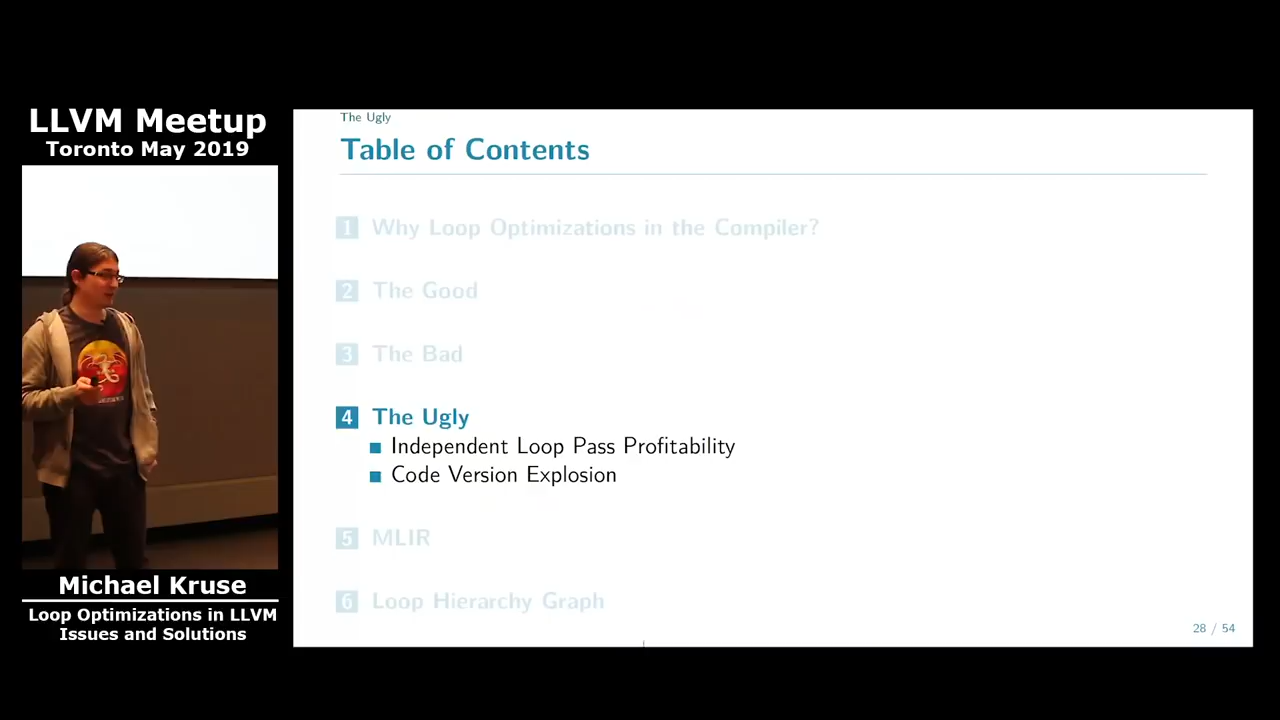 LLVM Meetup
Toronto May 2019
Michael Kruse
Loop Optimizations in LLVM
Issues and Solutions
The Ugly
Table of Contents
1 Why Loop Optimizations in the Compiler?
2 The Good
3 The Bad
4 The Ugly
Independent Loop Pass Profitability
Code Version Explosion
5 MLIR
6 Loop Hierarchy Graph
28 / 54